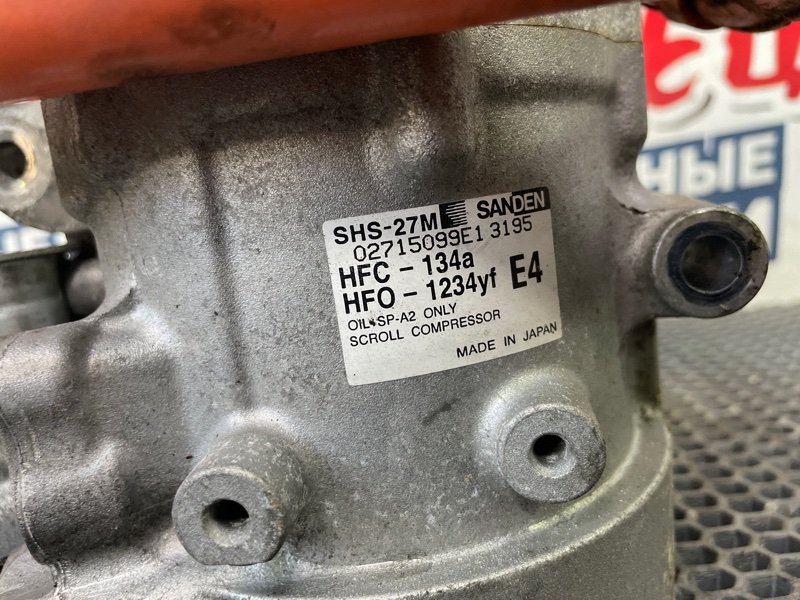 SHS-27M SANDEN
02715099E1 3195
HFC - 134a
HFO - 1234yf E4
OIL SP-A2 ONLY
SCROLL COMPRESSOR
MADE IN JAPAN